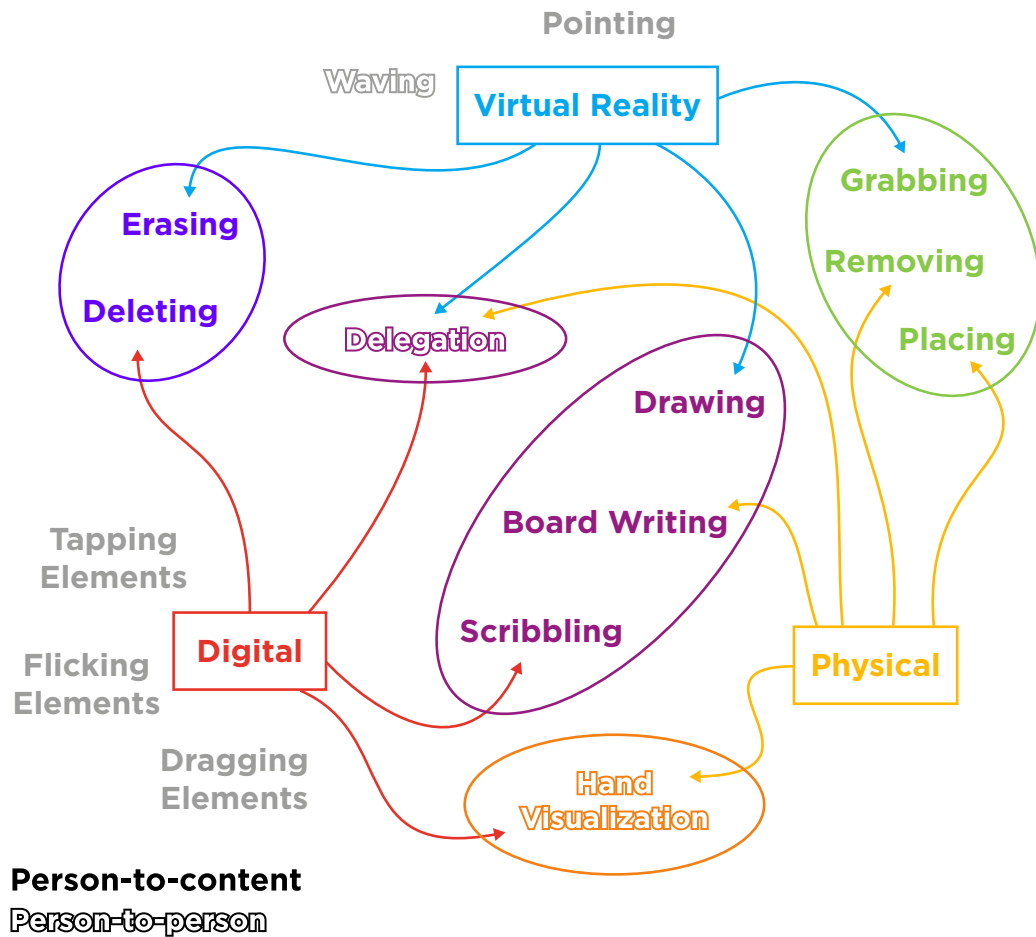 Pointing
Waving
Virtual Reality
Grabbing
Erasing
Removing
Deleting
Delegation
Placing
Drawing
Board Writing
Tapping
Elements
Scribbling
Digital
Physical
Flicking
Elements
Dragging
Elements
Hand
Visualization
Person-to-content
Person-to-person